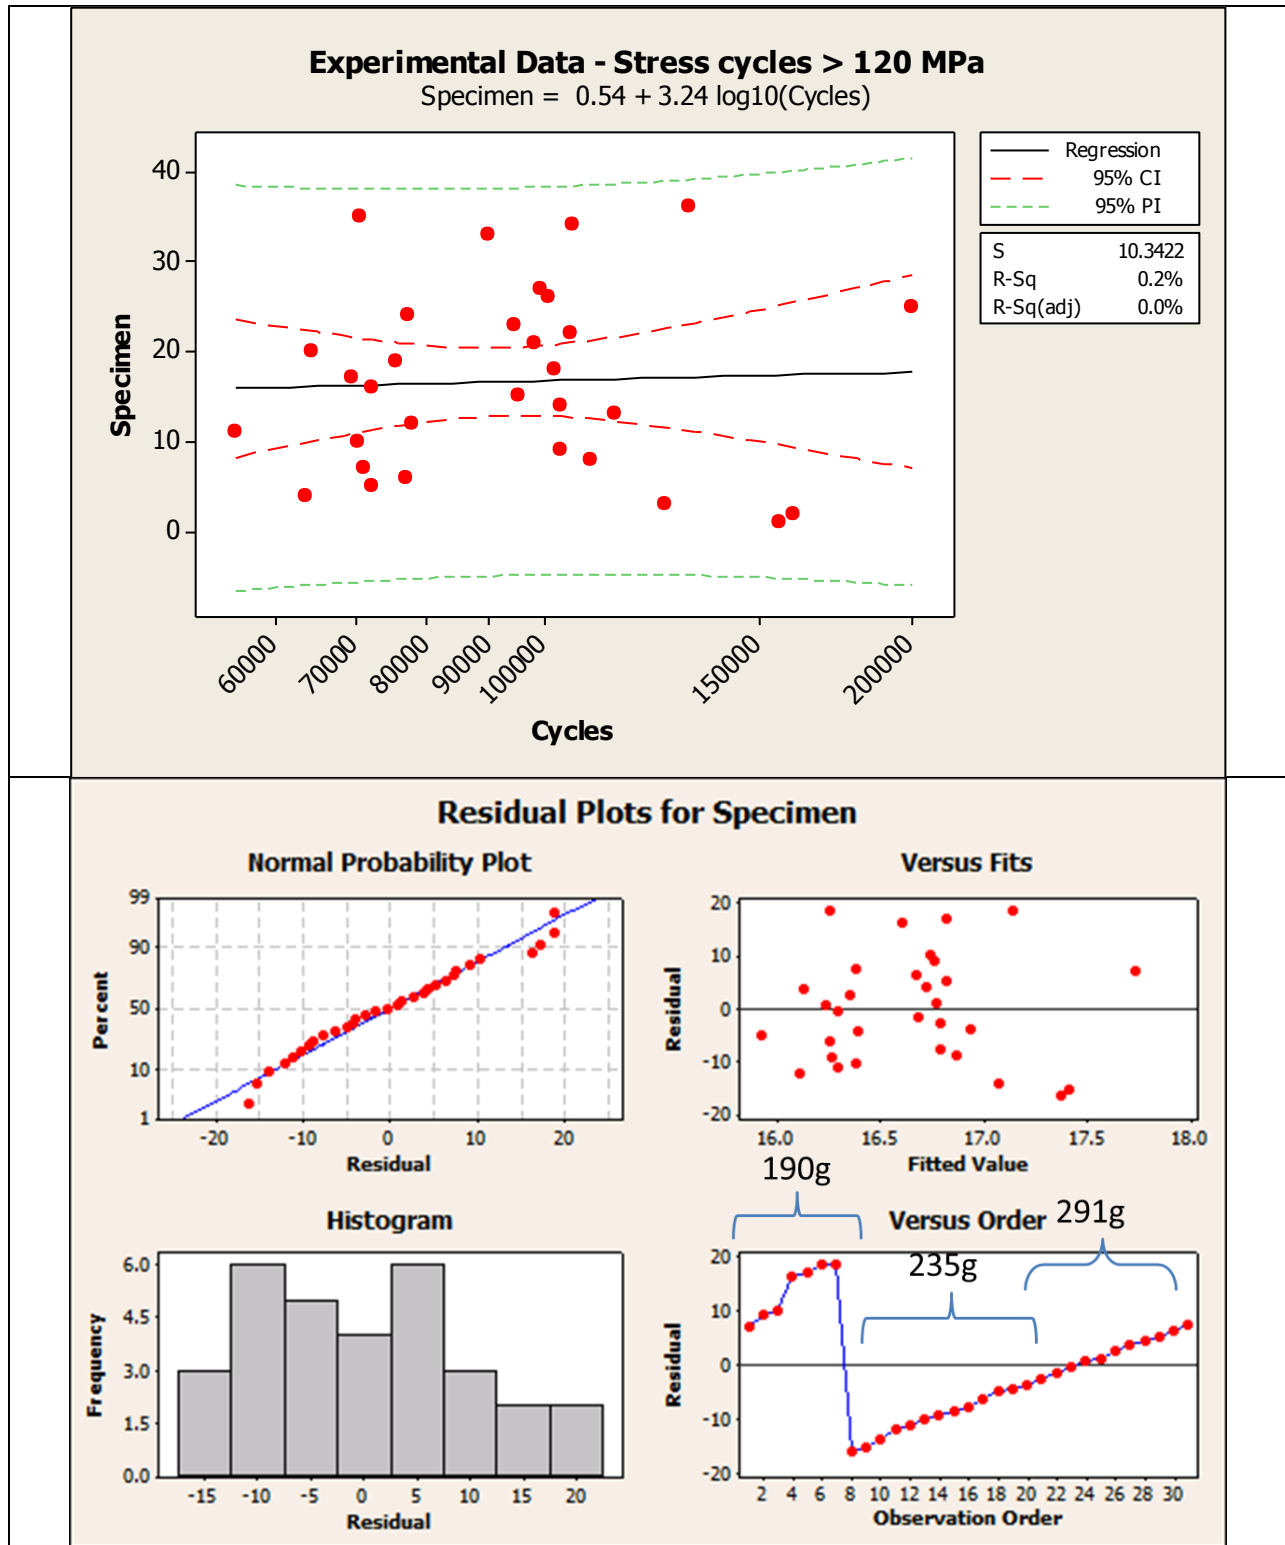 Experimental Data - Stress cycles > 120 MPa
Specimen = 0.54 + 3.24 log10(Cycles)
40
30
20
10
0
Specimen
60000
70000
80000
90000
100000
150000
200000
Cycles
Regression
95% CI
95% PI
S 10.3422
R-Sq 0.2%
R-Sq(adj) 0.0%
Residual Plots for Specimen
Normal Probability Plot
99
90
50
10
1
Percent
-20 -10 0 10 20
Residual
Versus Fits
20
10
0
-10
-20
Residual
16.0 16.5 17.0 17.5 18.0
Fitted Value
Histogram
6.0
4.5
3.0
1.5
0.0
Frequency
-15 -10 -5 0 5 10 15 20
Residual
190g
Versus Order
291g
235g
20
10
0
-10
-20
Residual
2 4 6 8 10 12 14 16 18 20 22 24 26 28 30
Observation Order